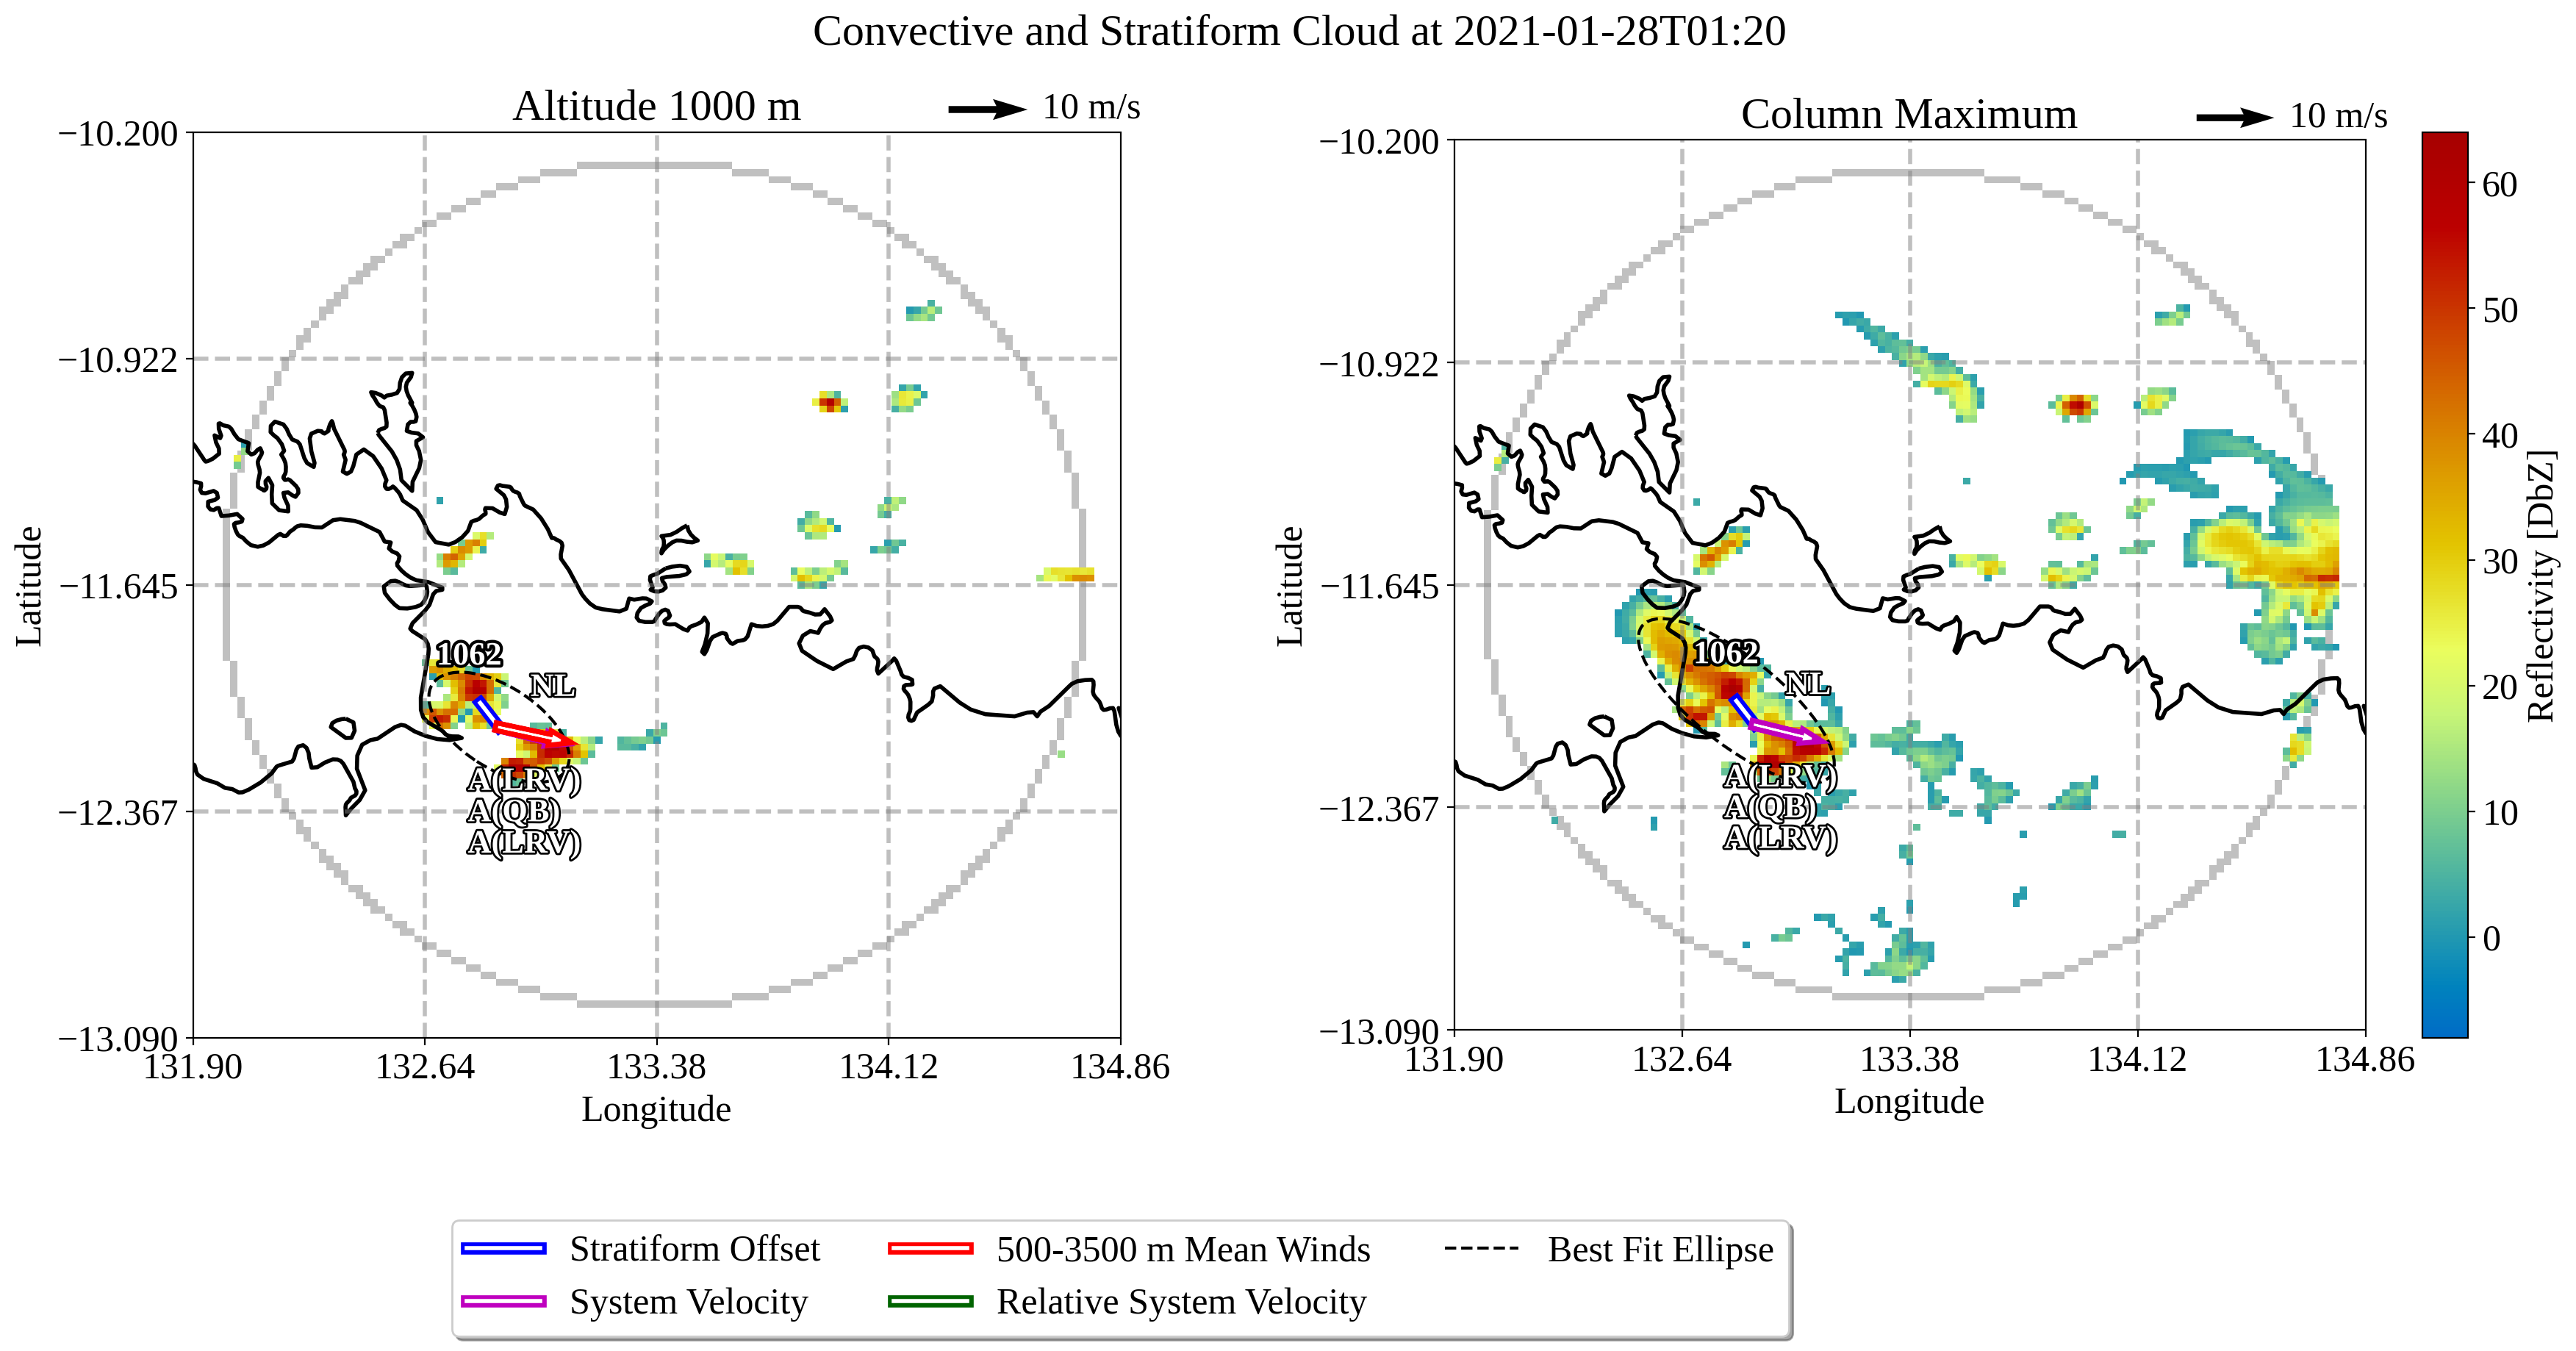 Convective and Stratiform Cloud at 2021-01-28T01:20
Altitude 1000 m
10 m/s
−10.200
−10.922
−11.645
−12.367
−13.090
Latitude
131.90
132.64
133.38
134.12
134.86
Longitude
1062
NL
A(LRV)
A(QB)
A(LRV)
Column Maximum
10 m/s
−10.200
−10.922
−11.645
−12.367
−13.090
Latitude
131.90
132.64
133.38
134.12
134.86
Longitude
1062
NL
A(LRV)
A(QB)
A(LRV)
60
50
40
30
20
10
0
Reflectivity [DbZ]
Stratiform Offset
500-3500 m Mean Winds
Best Fit Ellipse
System Velocity
Relative System Velocity